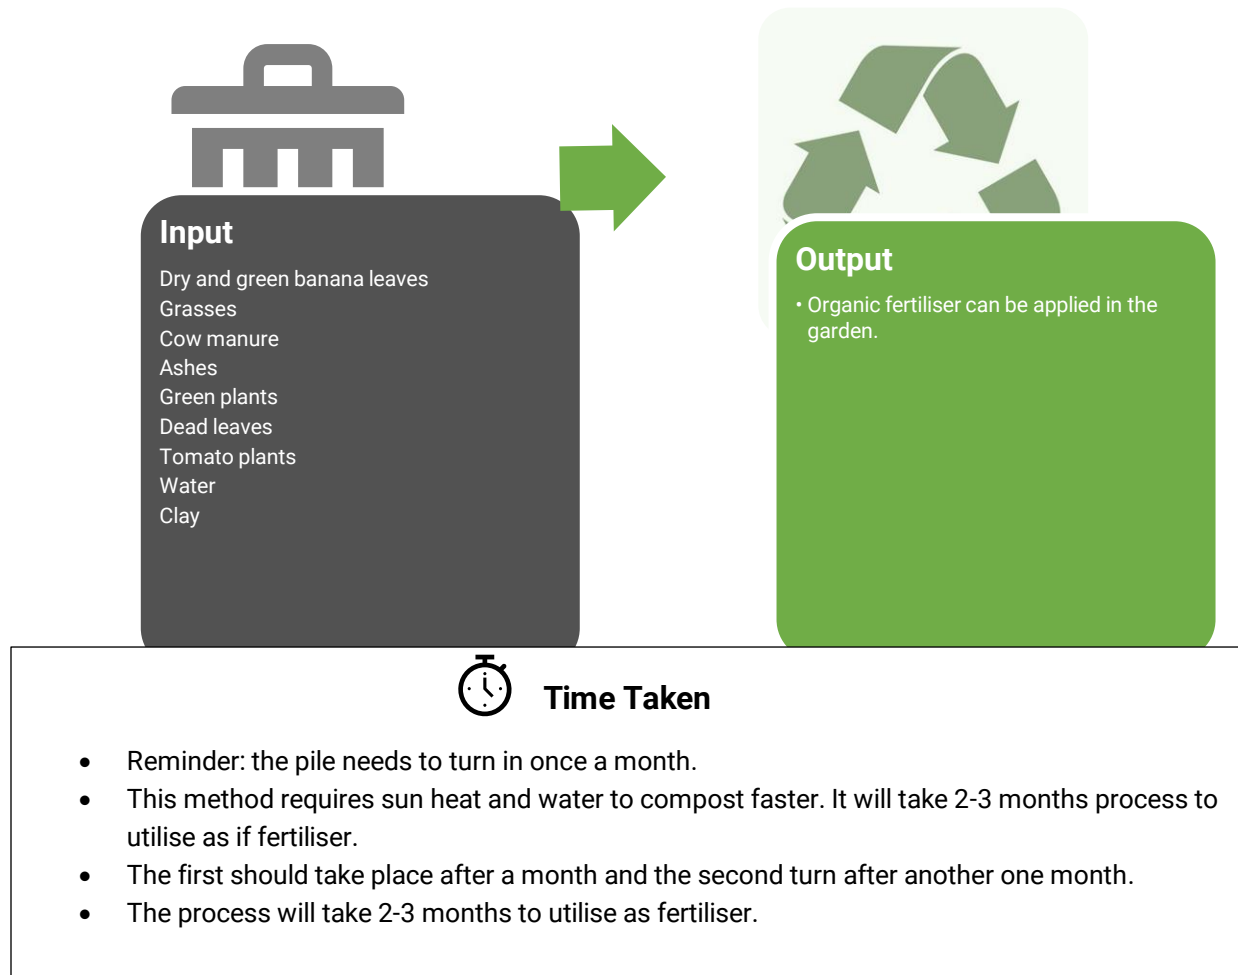 Input
Dry and green banana leaves
Grasses
Cow manure
Ashes
Green plants
Dead leaves
Tomato plants
Water
Clay
Output
• Organic fertiliser can be applied in the
garden.
Time Taken
• Reminder: the pile needs to turn in once a month.
• This method requires sun heat and water to compost faster. It will take 2-3 months process to
utilise as if fertiliser.
• The first should take place after a month and the second turn after another one month.
• The process will take 2-3 months to utilise as fertiliser.